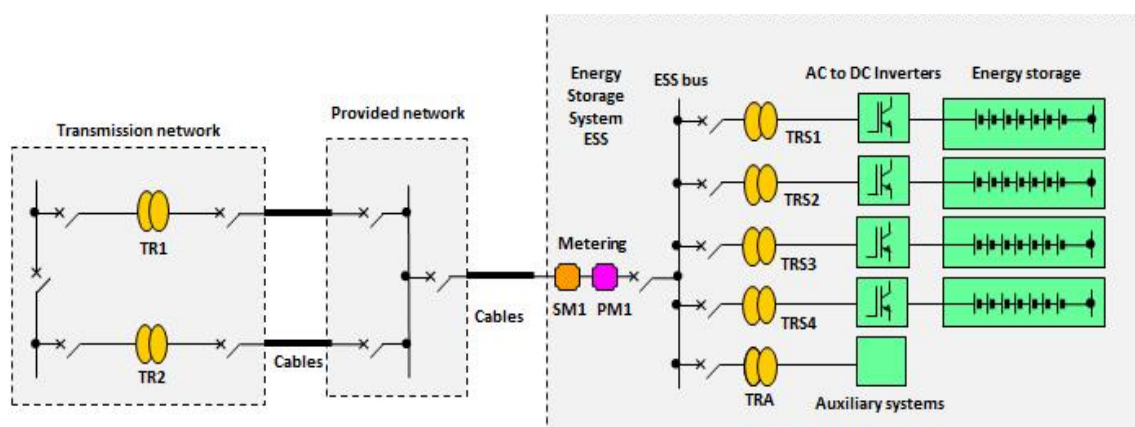 Transmission network
TR1
TR2
Cables
Provided network
Cables
Energy
Storage
System
ESS
Metering
SM1 PM1
ESS bus
AC to DC Inverters
Energy storage
TRS1
TRS2
TRS3
TRS4
TRA
Auxiliary systems